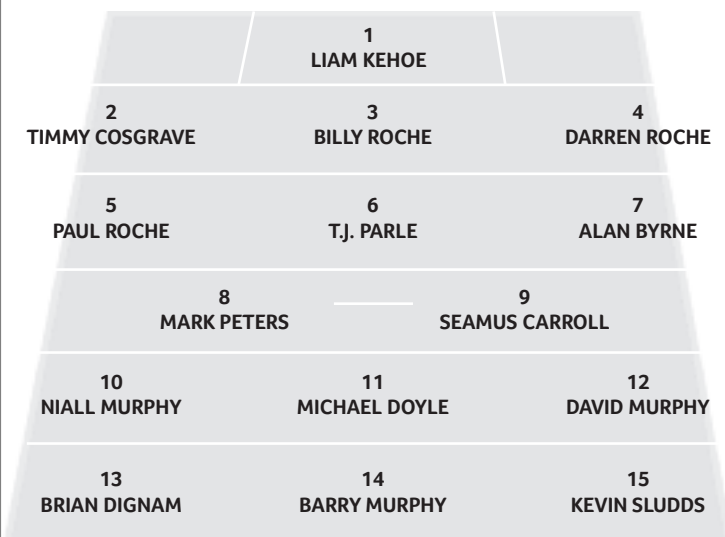 1
LIAM KEHOE
2
TIMMY COSGRAVE
3
BILLY ROCHE
4
DARREN ROCHE
5
PAUL ROCHE
6
T.J. PARLE
7
ALAN BYRNE
8
MARK PETERS
9
SEAMUS CARROLL
10
NIALL MURPHY
11
MICHAEL DOYLE
12
DAVID MURPHY
13
BRIAN DIGNAM
14
BARRY MURPHY
15
KEVIN SLUDDS